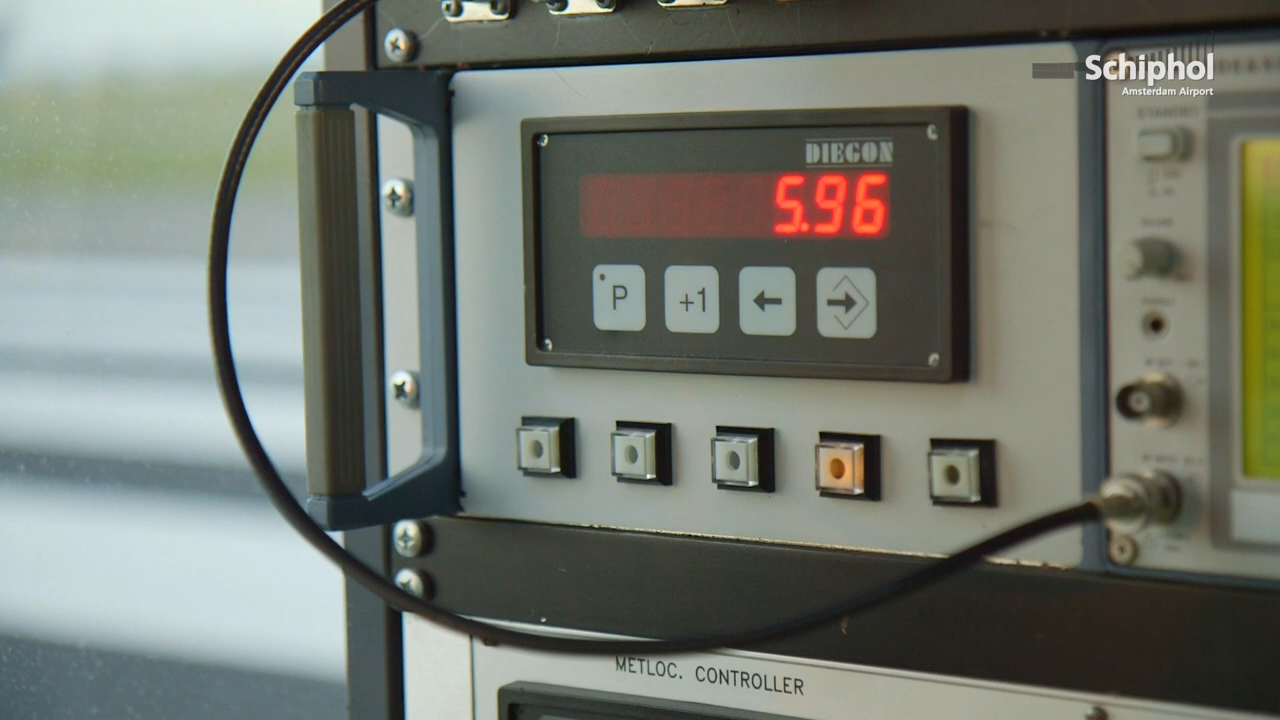 Schiphol
Amsterdam Airport
DIEGON
5.96
P
+1
METLOC. CONTROLLER